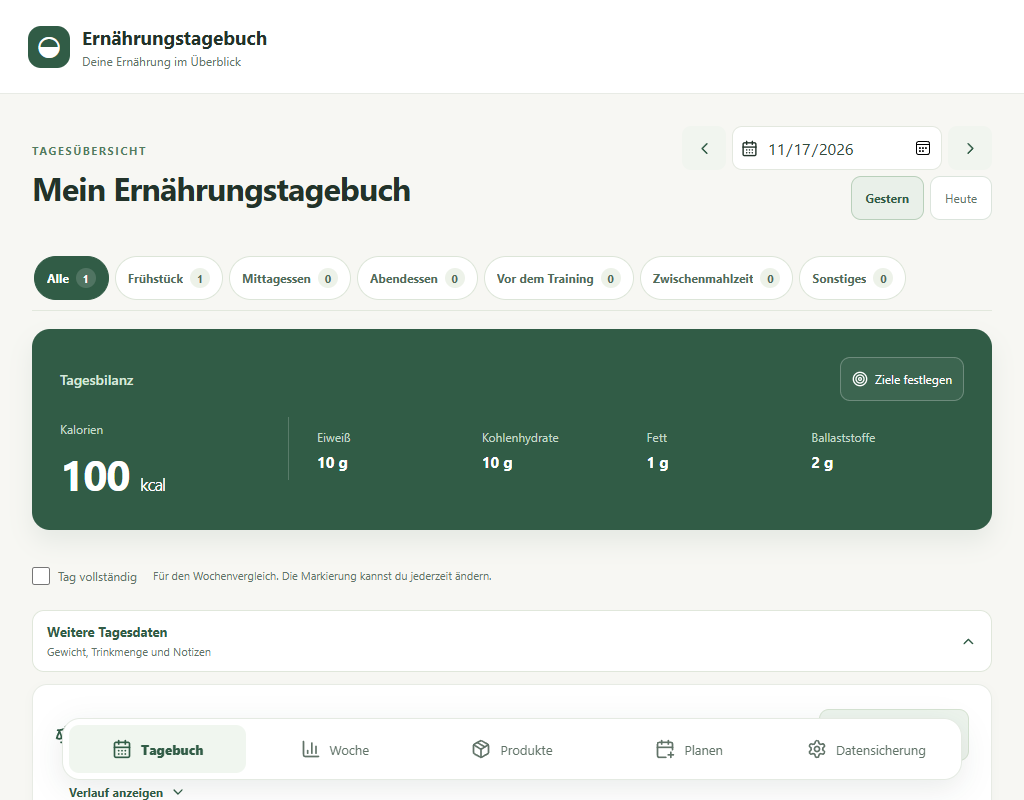 Ernährungstagebuch
Deine Ernährung im Überblick
TAGESÜBERSICHT
Mein Ernährungstagebuch
11/17/2026
Gestern
Heute
Alle 1
Frühstück 1
Mittagessen 0
Abendessen 0
Vor dem Training 0
Zwischenmahlzeit 0
Sonstiges 0
Tagesbilanz
Ziele festlegen
Kalorien
100 kcal
Eiweiß
10 g
Kohlenhydrate
10 g
Fett
1 g
Ballaststoffe
2 g
Tag vollständig
Für den Wochenvergleich. Die Markierung kannst du jederzeit ändern.
Weitere Tagesdaten
Gewicht, Trinkmenge und Notizen
Tagebuch
Woche
Produkte
Planen
Datensicherung
Verlauf anzeigen